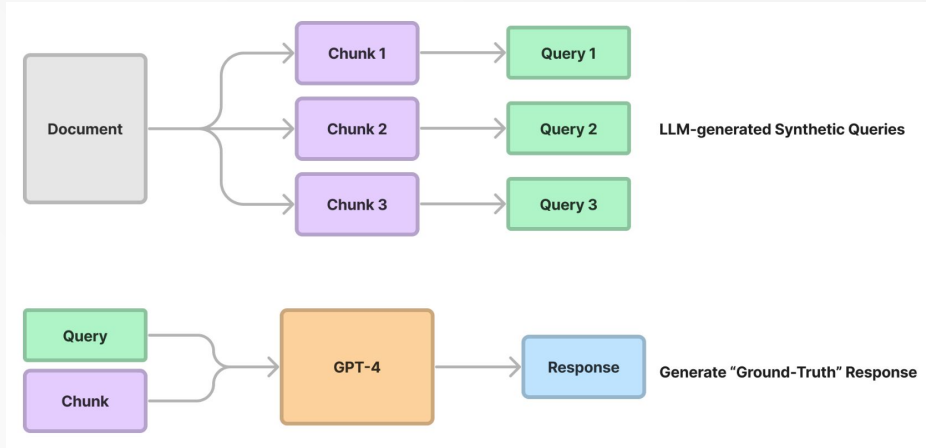 Document
Chunk 1
Query 1
Chunk 2
Query 2
LLM-generated Synthetic Queries
Chunk 3
Query 3
Query
Chunk
GPT-4
Response
Generate “Ground-Truth” Response